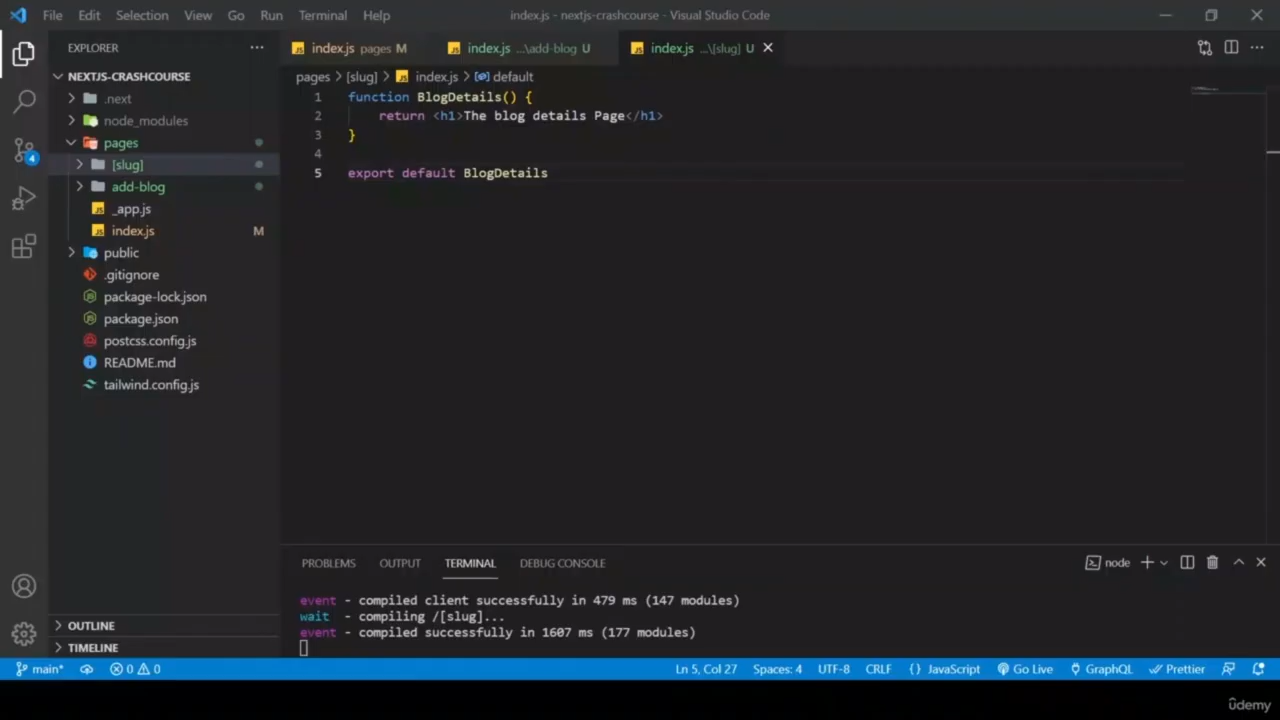 File Edit Selection View Go Run Terminal Help index.js - nextjs-crashcourse - Visual Studio Code
EXPLORER
NEXTJS-CRASHCOURSE
.next
node_modules
pages
[slug]
add-blog
_app.js
index.js M
public
.gitignore
package-lock.json
package.json
postcss.config.js
README.md
tailwind.config.js
OUTLINE
TIMELINE
index.js pages M index.js ...\add-blog U index.js ...\[slug] U
pages > [slug] > index.js > default
1 function BlogDetails() {
2 return <h1>The blog details Page</h1>
3 }
4
5 export default BlogDetails
PROBLEMS OUTPUT TERMINAL DEBUG CONSOLE node
event - compiled client successfully in 479 ms (147 modules)
wait - compiling /[slug]...
event - compiled successfully in 1607 ms (177 modules)
4
main* 0 0 Ln 5, Col 27 Spaces: 4 UTF-8 CRLF {} JavaScript Go Live GraphQL Prettier
ûdemy